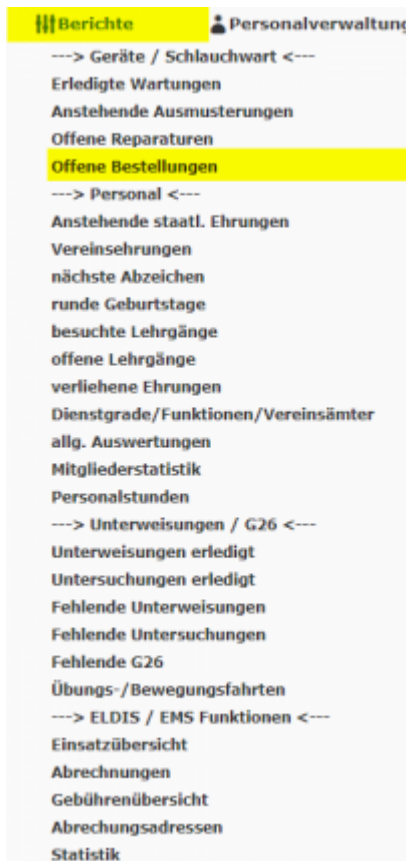 Berichte Personalverwaltung
---> Geräte / Schlauchwart <---
Erledigte Wartungen
Anstehende Ausmusterungen
Offene Reparaturen
Offene Bestellungen
---> Personal <---
Anstehende staatl. Ehrungen
Vereinsehrungen
nächste Abzeichen
runde Geburtstage
besuchte Lehrgänge
offene Lehrgänge
verliehene Ehrungen
Dienstgrade/Funktionen/Vereinsämter
allg. Auswertungen
Mitgliederstatistik
Personalstunden
---> Unterweisungen / G26 <---
Unterweisungen erledigt
Untersuchungen erledigt
Fehlende Unterweisungen
Fehlende Untersuchungen
Fehlende G26
Übungs-/Bewegungsfahrten
---> ELDIS / EMS Funktionen <---
Einsatzübersicht
Abrechnungen
Gebührenübersicht
Abrechungsadressen
Statistik